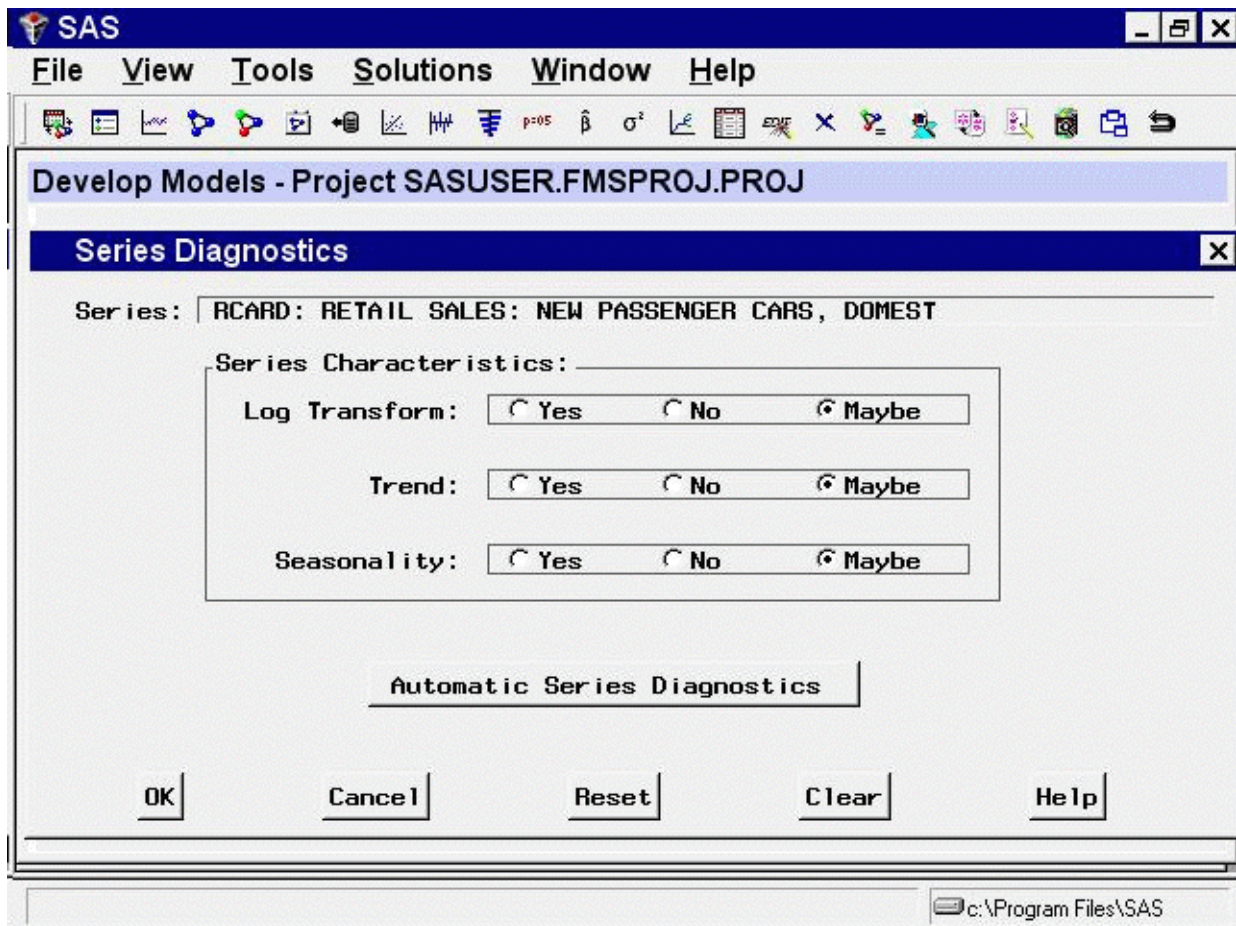 SAS
File View Tools Solutions Window Help
p=05 β̂ σ²
Develop Models - Project SASUSER.FMSPROJ.PROJ
Series Diagnostics
Series: RCARD: RETAIL SALES: NEW PASSENGER CARS, DOMEST
Series Characteristics:
Log Transform: Yes No Maybe
Trend: Yes No Maybe
Seasonality: Yes No Maybe
Automatic Series Diagnostics
OK Cancel Reset Clear Help
c:\Program Files\SAS